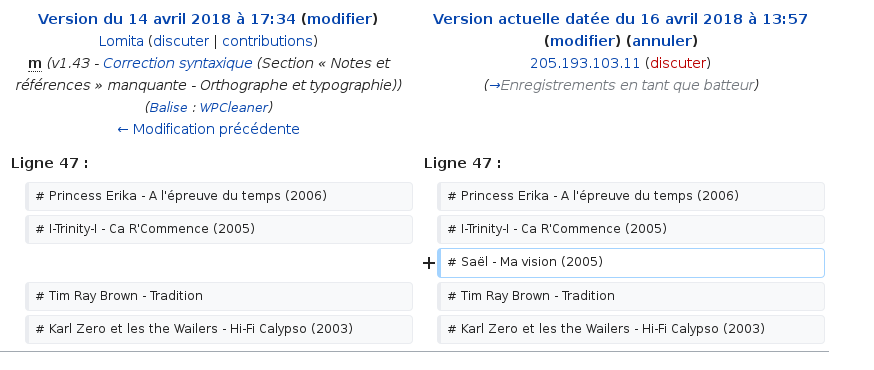 Version du 14 avril 2018 à 17:34 (modifier)
Lomita (discuter | contributions)
m (v1.43 - Correction syntaxique (Section « Notes et
références » manquante - Orthographe et typographie))
(Balise : WPCleaner)
← Modification précédente
Version actuelle datée du 16 avril 2018 à 13:57
(modifier) (annuler)
205.193.103.11 (discuter)
(→Enregistrements en tant que batteur)
Ligne 47 :
Ligne 47 :
# Princess Erika - A l'épreuve du temps (2006)
# Princess Erika - A l'épreuve du temps (2006)
# I-Trinity-I - Ca R'Commence (2005)
# I-Trinity-I - Ca R'Commence (2005)
+ # Saël - Ma vision (2005)
# Tim Ray Brown - Tradition
# Tim Ray Brown - Tradition
# Karl Zero et les the Wailers - Hi-Fi Calypso (2003)
# Karl Zero et les the Wailers - Hi-Fi Calypso (2003)